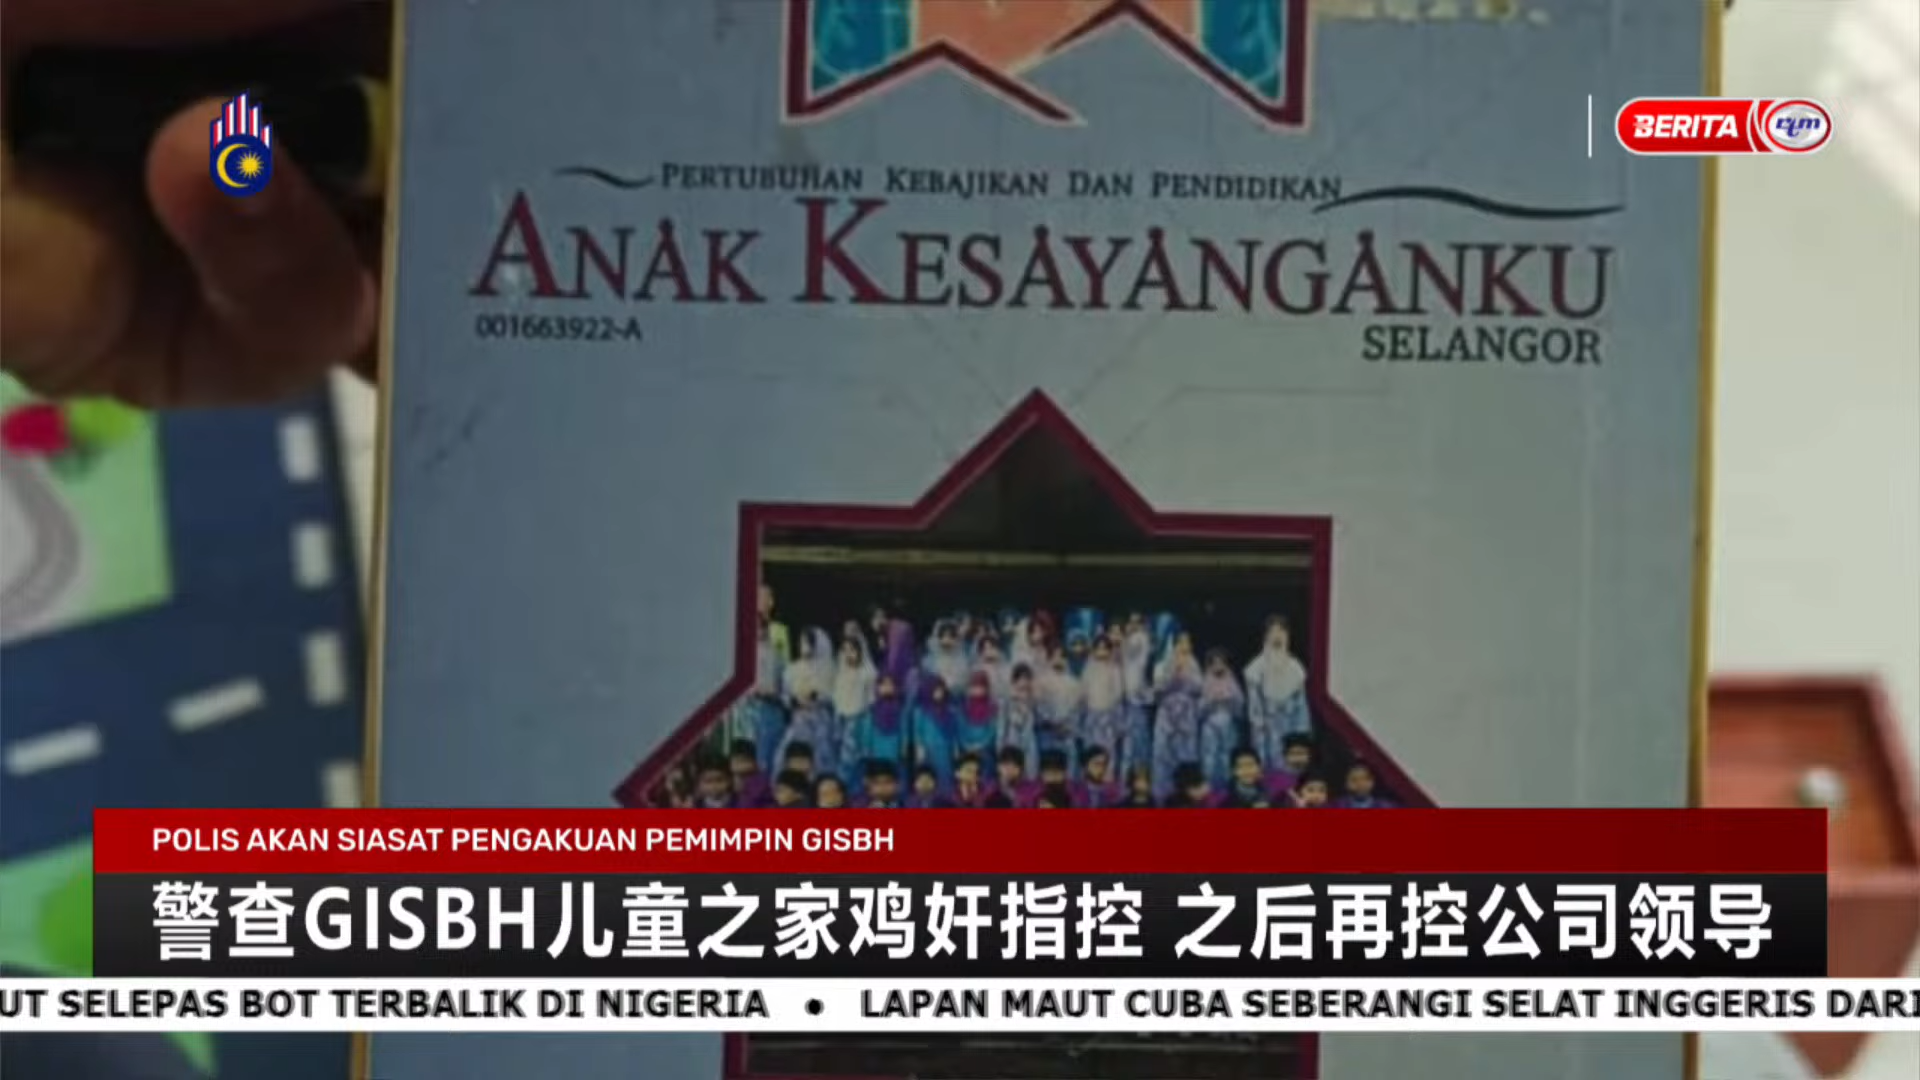 BERITA rtm
PERTUBUHAN KEBAJIKAN DAN PENDIDIKAN
ANAK KESAYANGANKU
001663922-A
SELANGOR
POLIS AKAN SIASAT PENGAKUAN PEMIMPIN GISBH
警查GISBH儿童之家鸡奸指控 之后再控公司领导
UT SELEPAS BOT TERBALIK DI NIGERIA • LAPAN MAUT CUBA SEBERANGI SELAT INGGERIS DARI